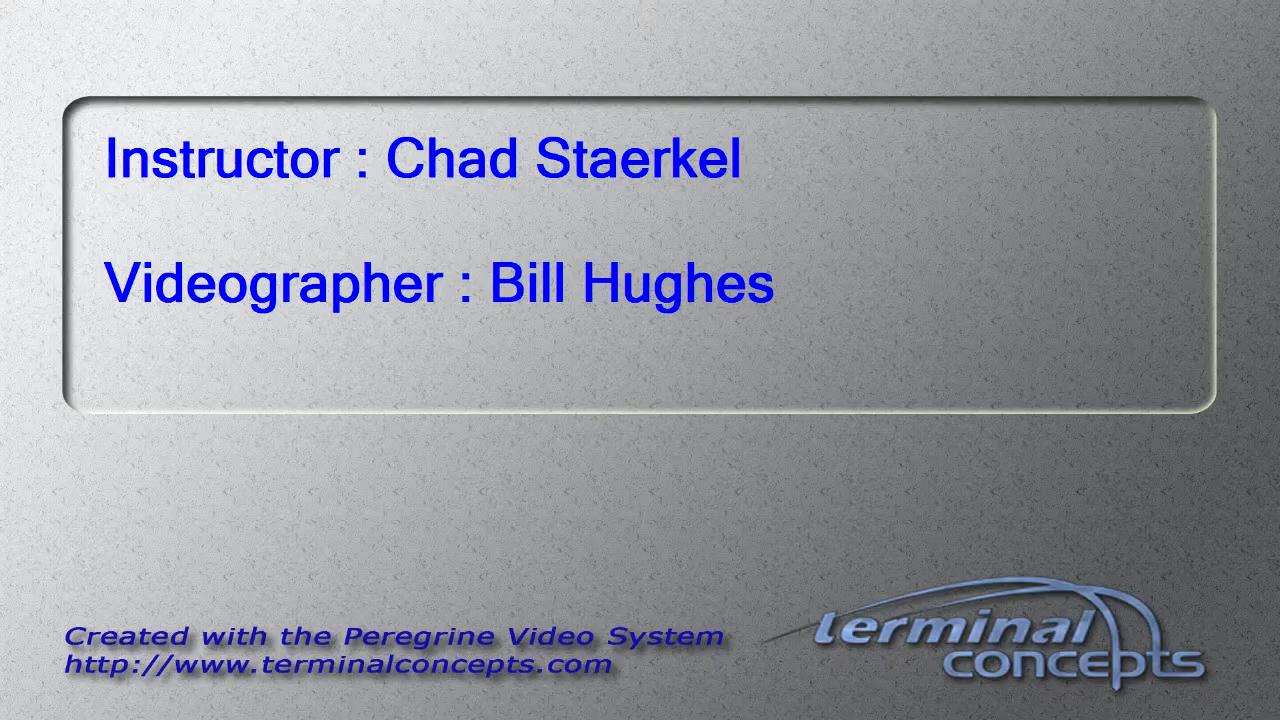 Instructor : Chad Staerkel
Videographer : Bill Hughes
Created with the Peregrine Video System
http://www.terminalconcepts.com
terminal
concepts